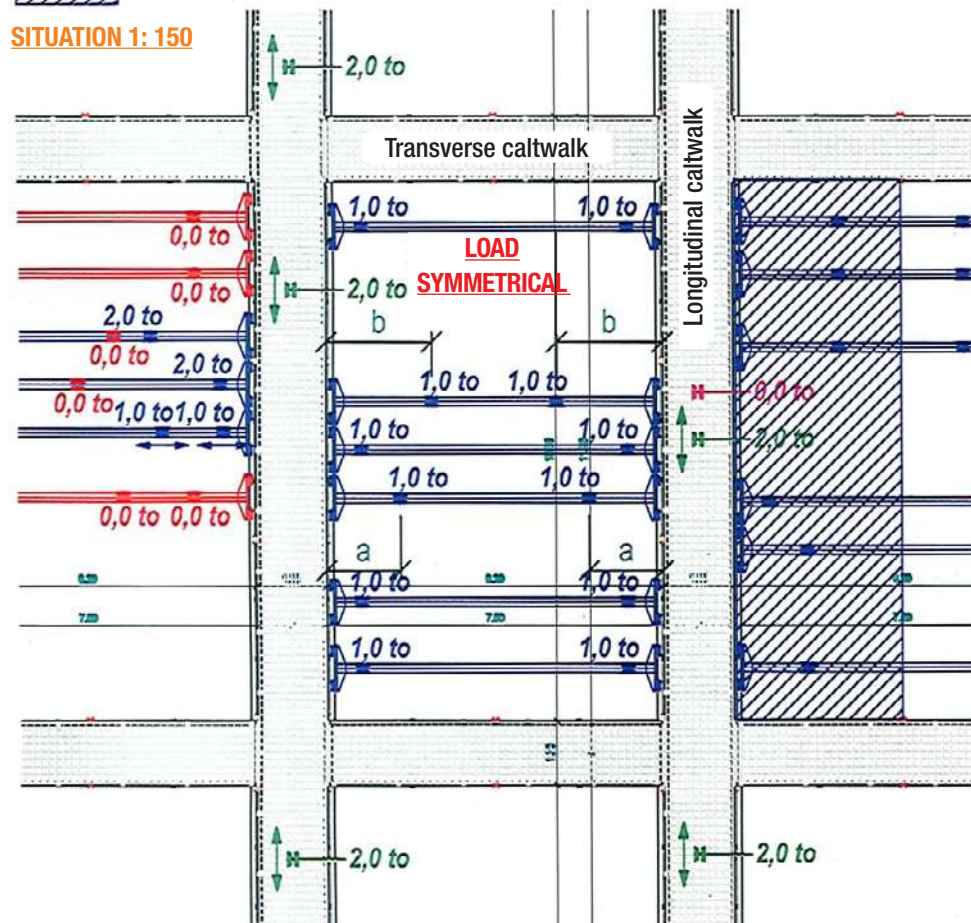 SITUATION 1: 150
2,0 to
Transverse caltwalk
Longitudinal caltwalk
1,0 to 1,0 to
0,0 to
LOAD
SYMMETRICAL
0,0 to
2,0 to
2,0 to
0,0 to
b b
2,0 to
0,0 to
1,0 to 1,0 to
0,0 to
1,0 to 1,0 to
1,0 to 1,0 to
2,0 to
1,0 to 1,0 to
0,0 to 0,0 to
a a
1,0 to 1,0 to
7.20
7.20
1,0 to 1,0 to
2,0 to
2,0 to